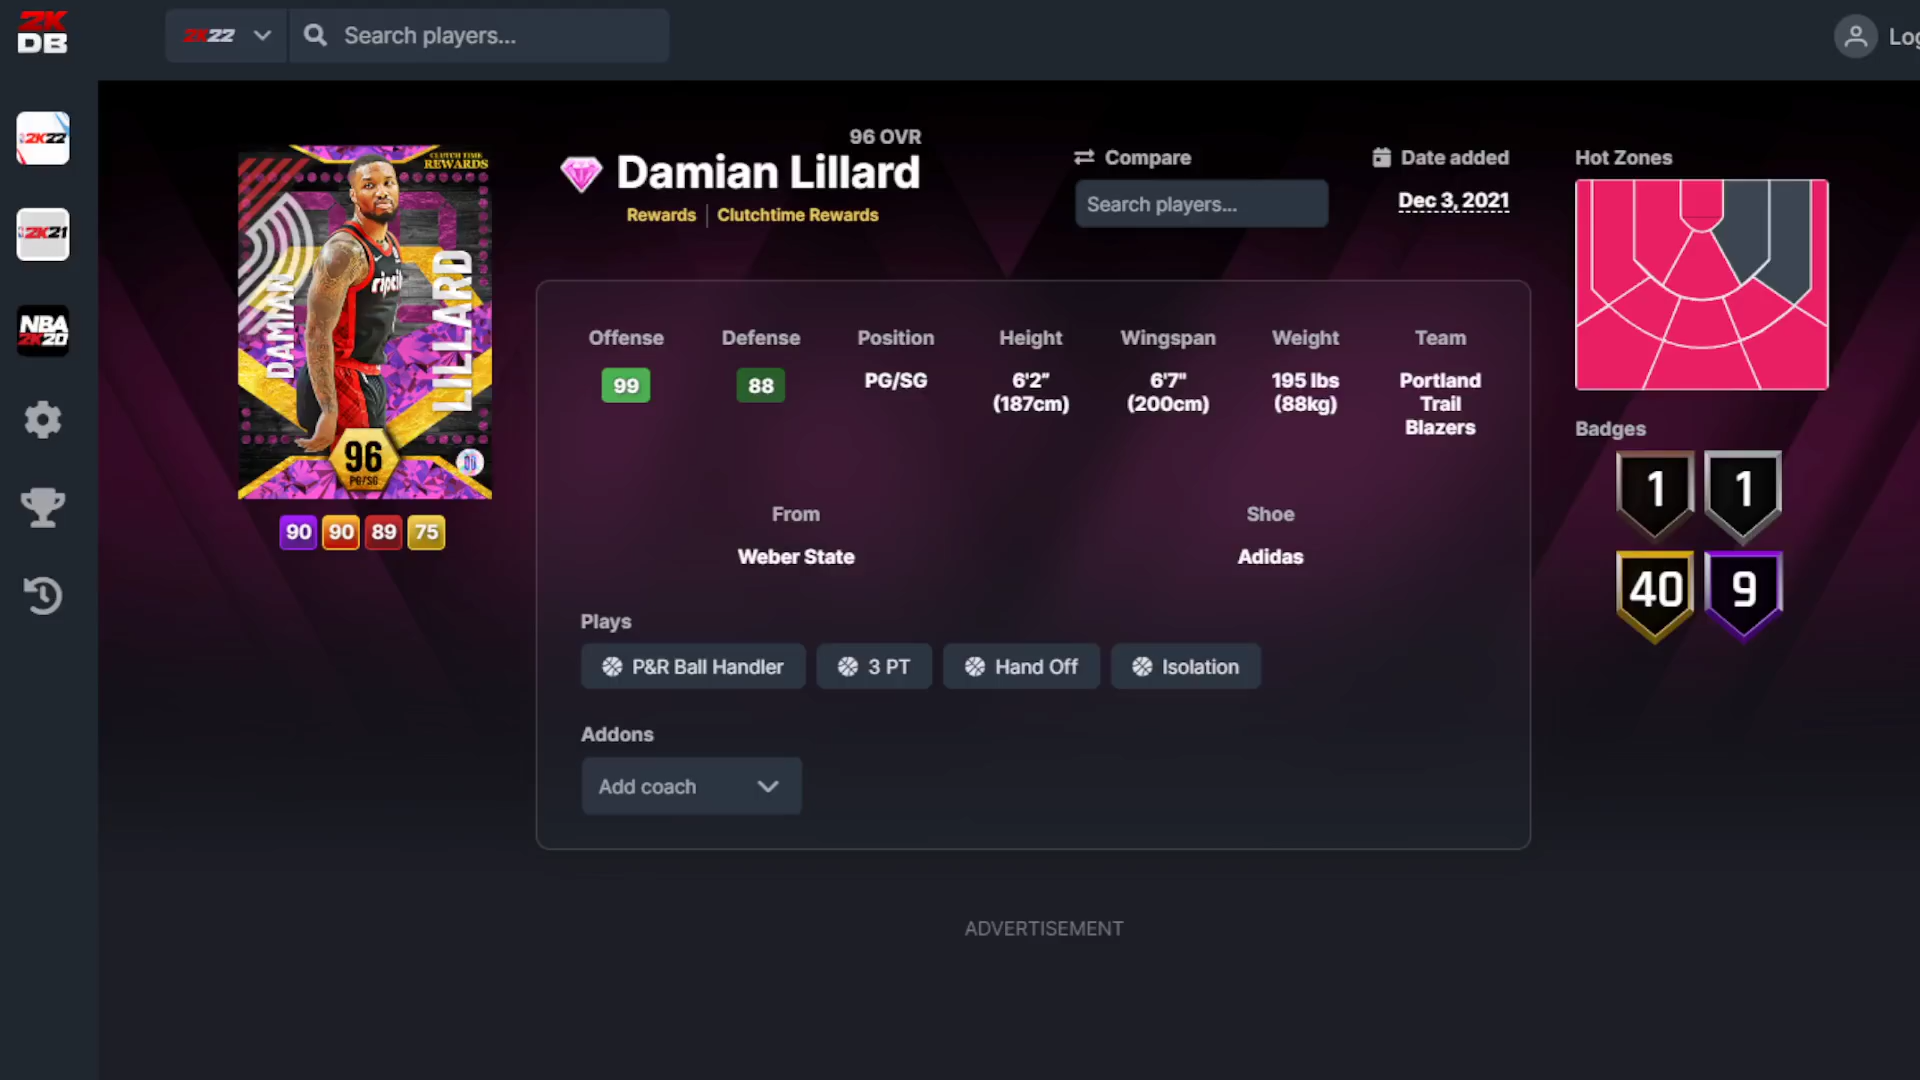 2K
DB
2K22
Search players...
Log
2K22
2K21
NBA
2K20
CLUTCH TIME
REWARDS
DAMIAN
LILLARD
ripcity
96
PG/SG
90 90 89 75
96 OVR
Damian Lillard
Rewards | Clutchtime Rewards
Compare
Search players...
Date added
Dec 3, 2021
Hot Zones
Offense Defense Position Height Wingspan Weight Team
99 88 PG/SG 6'2" 6'7" 195 lbs Portland
(187cm) (200cm) (88kg) Trail
Blazers
From Shoe
Weber State Adidas
Plays
P&R Ball Handler 3 PT Hand Off Isolation
Addons
Add coach
Badges
1 1
40 9
ADVERTISEMENT